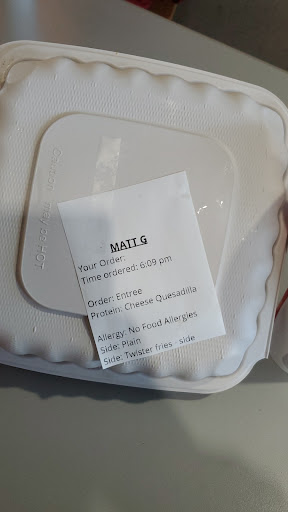 MATT G
Your Order:
Time ordered: 6:09 pm
Order: Entree
Protein: Cheese Quesadilla
Allergy: No Food Allergies
Side: Plain
Side: Twister fries - side
HOT